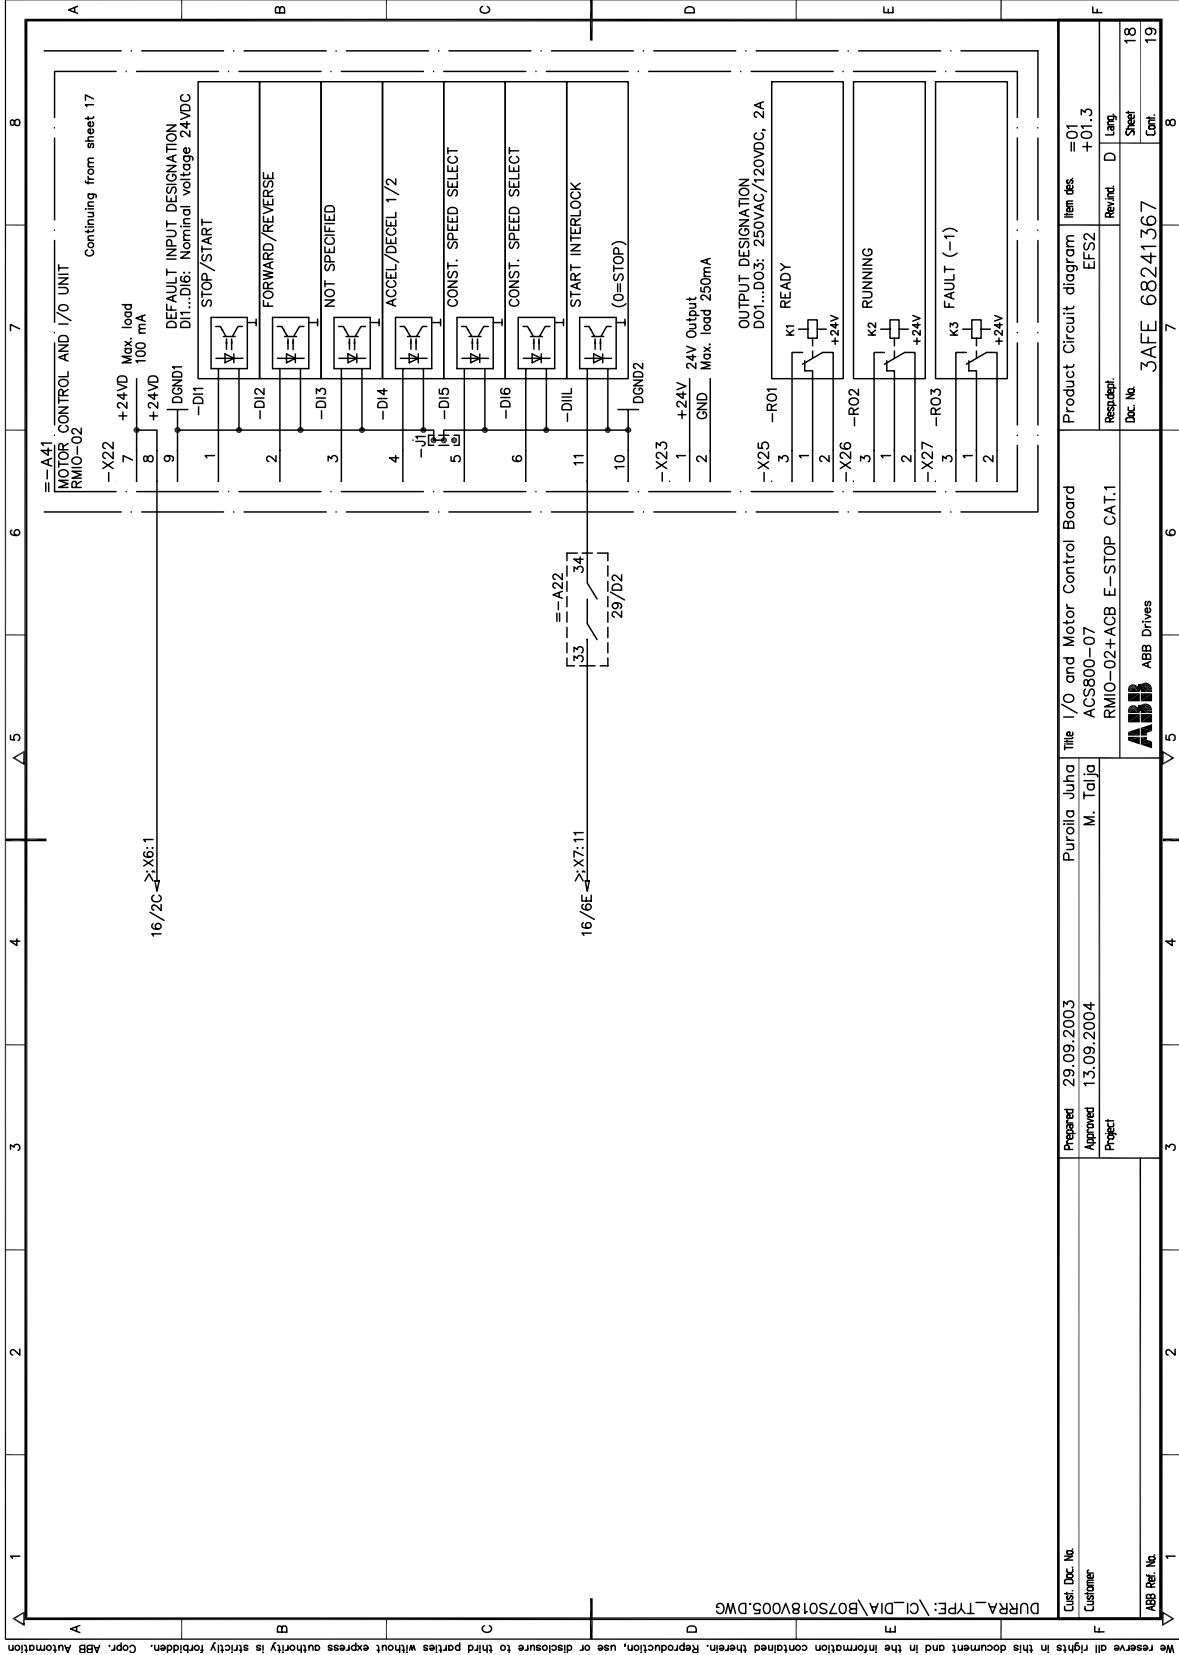 1 2 3 4 5 6 7 8
A
B
C
D
E
F
=-A41
MOTOR CONTROL AND I/O UNIT
RMIO-02
Continuing from sheet 17
-X22
7 +24VD Max. load
8 +24VD 100 mA
9 DGND1
DEFAULT INPUT DESIGNATION
DI1...DI6: Nominal voltage 24VDC
1 -DI1 STOP/START
2 -DI2 FORWARD/REVERSE
3 -DI3 NOT SPECIFIED
4 -DI4 ACCEL/DECEL 1/2
-J1
5 -DI5 CONST. SPEED SELECT
6 -DI6 CONST. SPEED SELECT
11 -DIIL START INTERLOCK
10 DGND2 (0=STOP)
16/2C >;X6:1
16/6E >;X7:11
=-A22
33 34
29/D2
-X23
1 +24V 24V Output
2 GND Max. load 250mA
OUTPUT DESIGNATION
DO1...DO3: 250VAC/120VDC, 2A
-X25 -RO1
3
1
2
K1 READY
+24V
-X26 -RO2
3
1
2
K2 RUNNING
+24V
-X27 -RO3
3
1
2
K3 FAULT (-1)
+24V
DURRA_TYPE: \CI_DIA\B07S018V005.DWG
Cust. Doc. No.
Customer
ABB Ref. No.
Prepared 29.09.2003 Puroila Juha
Approved 13.09.2004 M. Talja
Project
Title I/O and Motor Control Board
ACS800-07
RMIO-02+ACB E-STOP CAT.1
ABB ABB Drives
Product Circuit diagram
EFS2
Resp.dept.
Doc. No.
3AFE 68241367
Item des. =01
+01.3
Rev.ind. D Lang.
Sheet 18
Cont. 19
1 2 3 4 5 6 7 8
A
B
C
D
E
F
We reserve all rights in this document and in the information contained therein. Reproduction, use or disclosure to third parties without express authority is strictly forbidden. Copr. ABB Automation